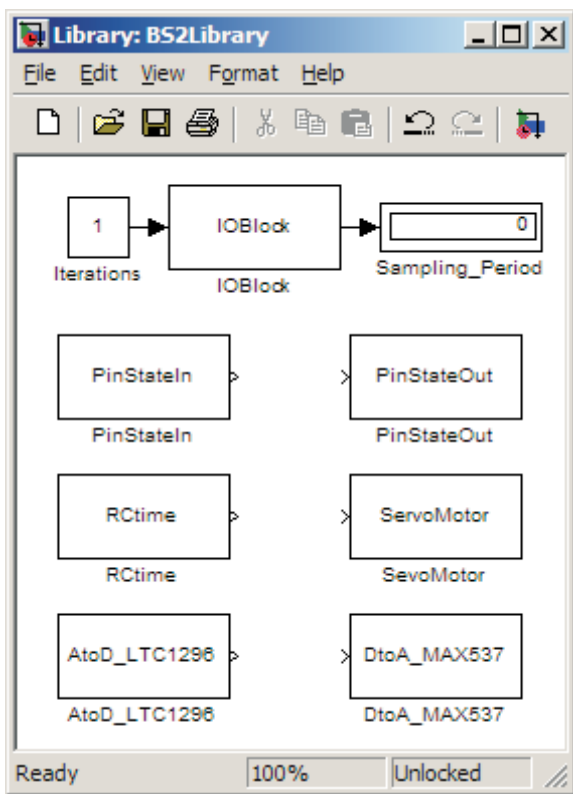 Library: BS2Library
File Edit View Format Help
1
IOBlock
0
Iterations
IOBlock
Sampling_Period
PinStateIn
PinStateOut
PinStateIn
PinStateOut
RCtime
ServoMotor
RCtime
SevoMotor
AtoD_LTC1296
DtoA_MAX537
AtoD_LTC1296
DtoA_MAX537
Ready 100% Unlocked